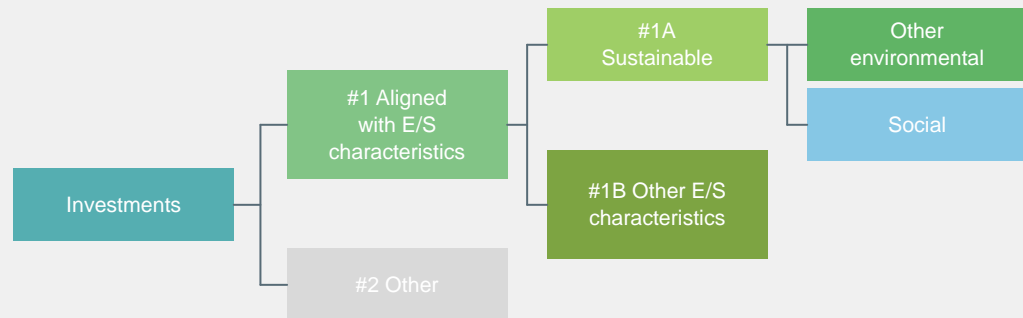 Investments
#1 Aligned
with E/S
characteristics
#2 Other
#1A
Sustainable
#1B Other E/S
characteristics
Other
environmental
Social